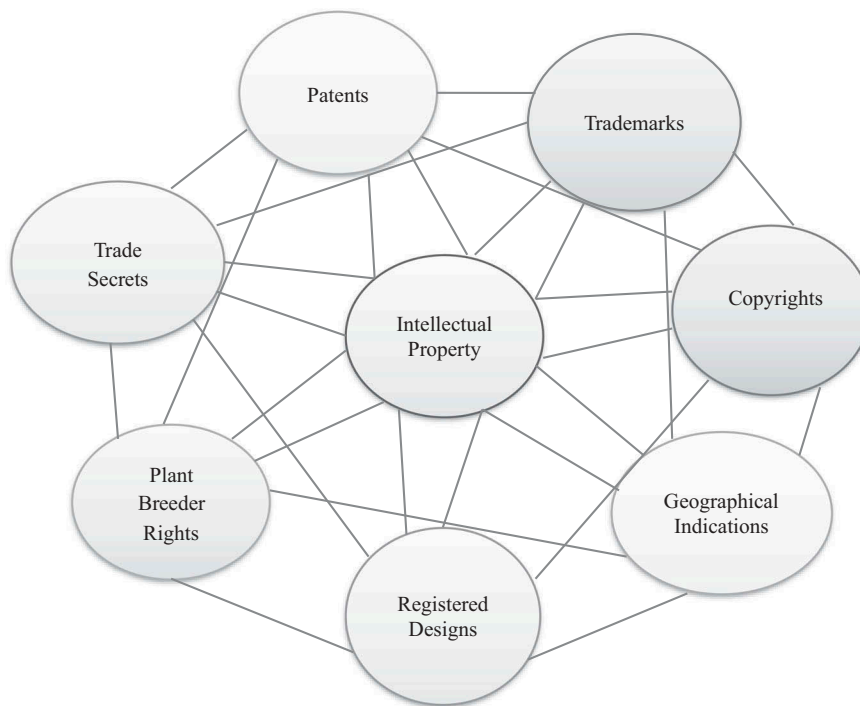 Patents
Trademarks
Trade
Secrets
Copyrights
Intellectual
Property
Plant
Breeder
Rights
Geographical
Indications
Registered
Designs